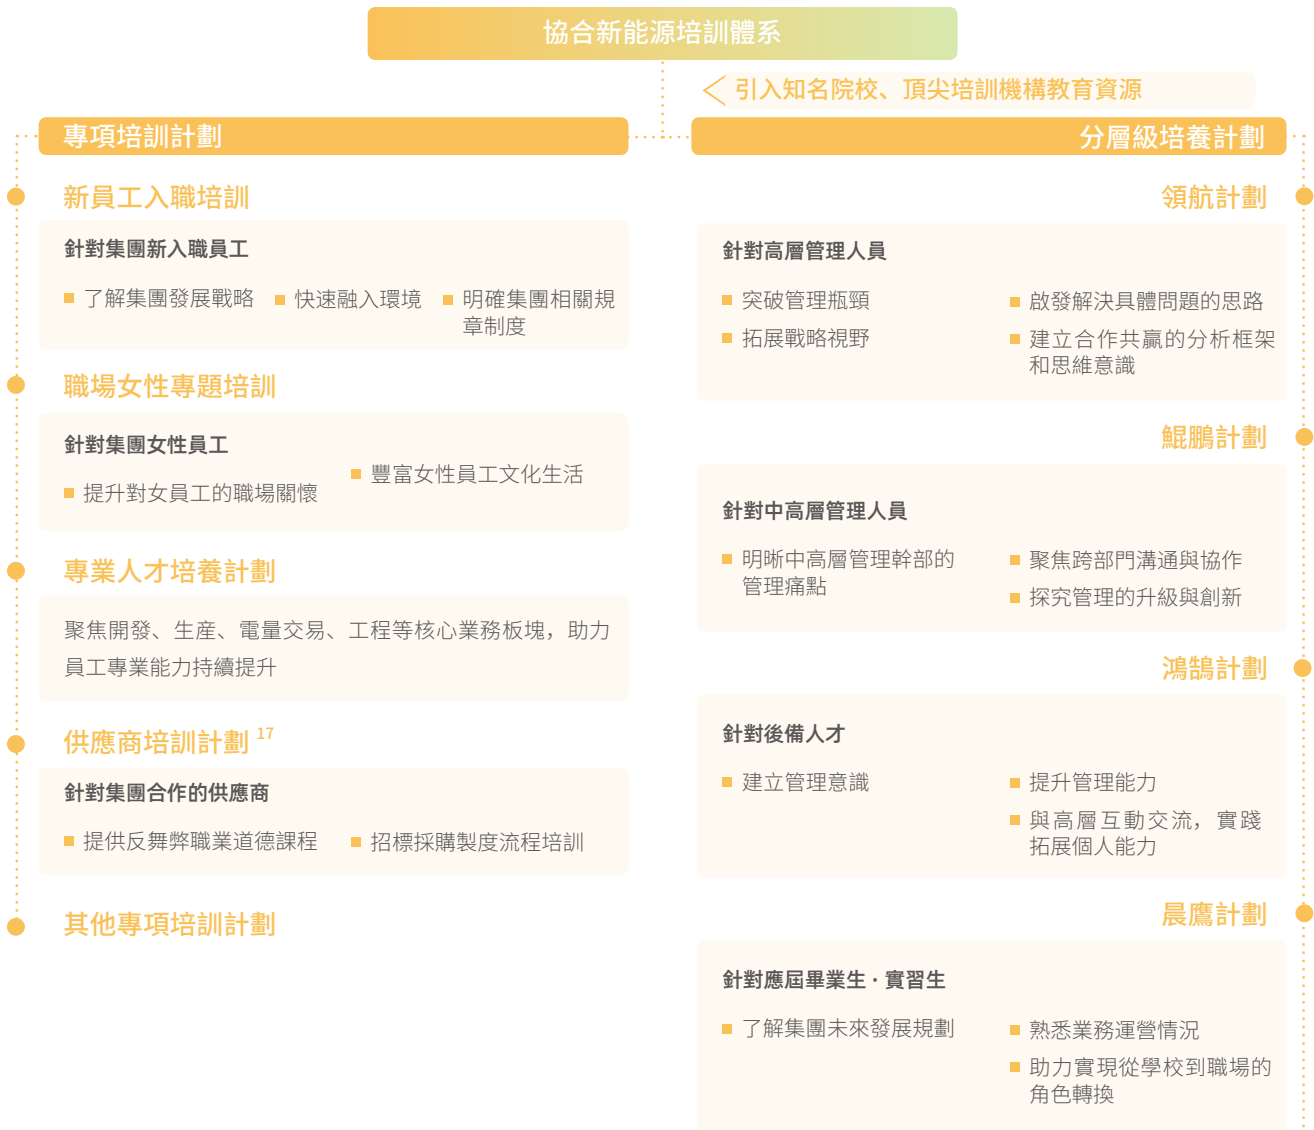 協合新能源培訓體系
引入知名院校、頂尖培訓機構教育資源
專項培訓計劃
新員工入職培訓
針對集團新入職員工
了解集團發展戰略
快速融入環境
明確集團相關規
章制度
職場女性專題培訓
針對集團女性員工
提升對女員工的職場關懷
豐富女性員工文化生活
專業人才培養計劃
聚焦開發、生産、電量交易、工程等核心業務板塊，助力
員工專業能力持續提升
供應商培訓計劃 17
針對集團合作的供應商
提供反舞弊職業道德課程
招標採購製度流程培訓
其他專項培訓計劃
分層級培養計劃
領航計劃
針對高層管理人員
突破管理瓶頸
拓展戰略視野
啟發解決具體問題的思路
建立合作共贏的分析框架
和思維意識
鯤鵬計劃
針對中高層管理人員
明晰中高層管理幹部的
管理痛點
聚焦跨部門溝通與協作
探究管理的升級與創新
鴻鵠計劃
針對後備人才
建立管理意識
提升管理能力
與高層互動交流，實踐
拓展個人能力
晨鷹計劃
針對應屆畢業生·實習生
了解集團未來發展規劃
熟悉業務運營情況
助力實現從學校到職場的
角色轉換